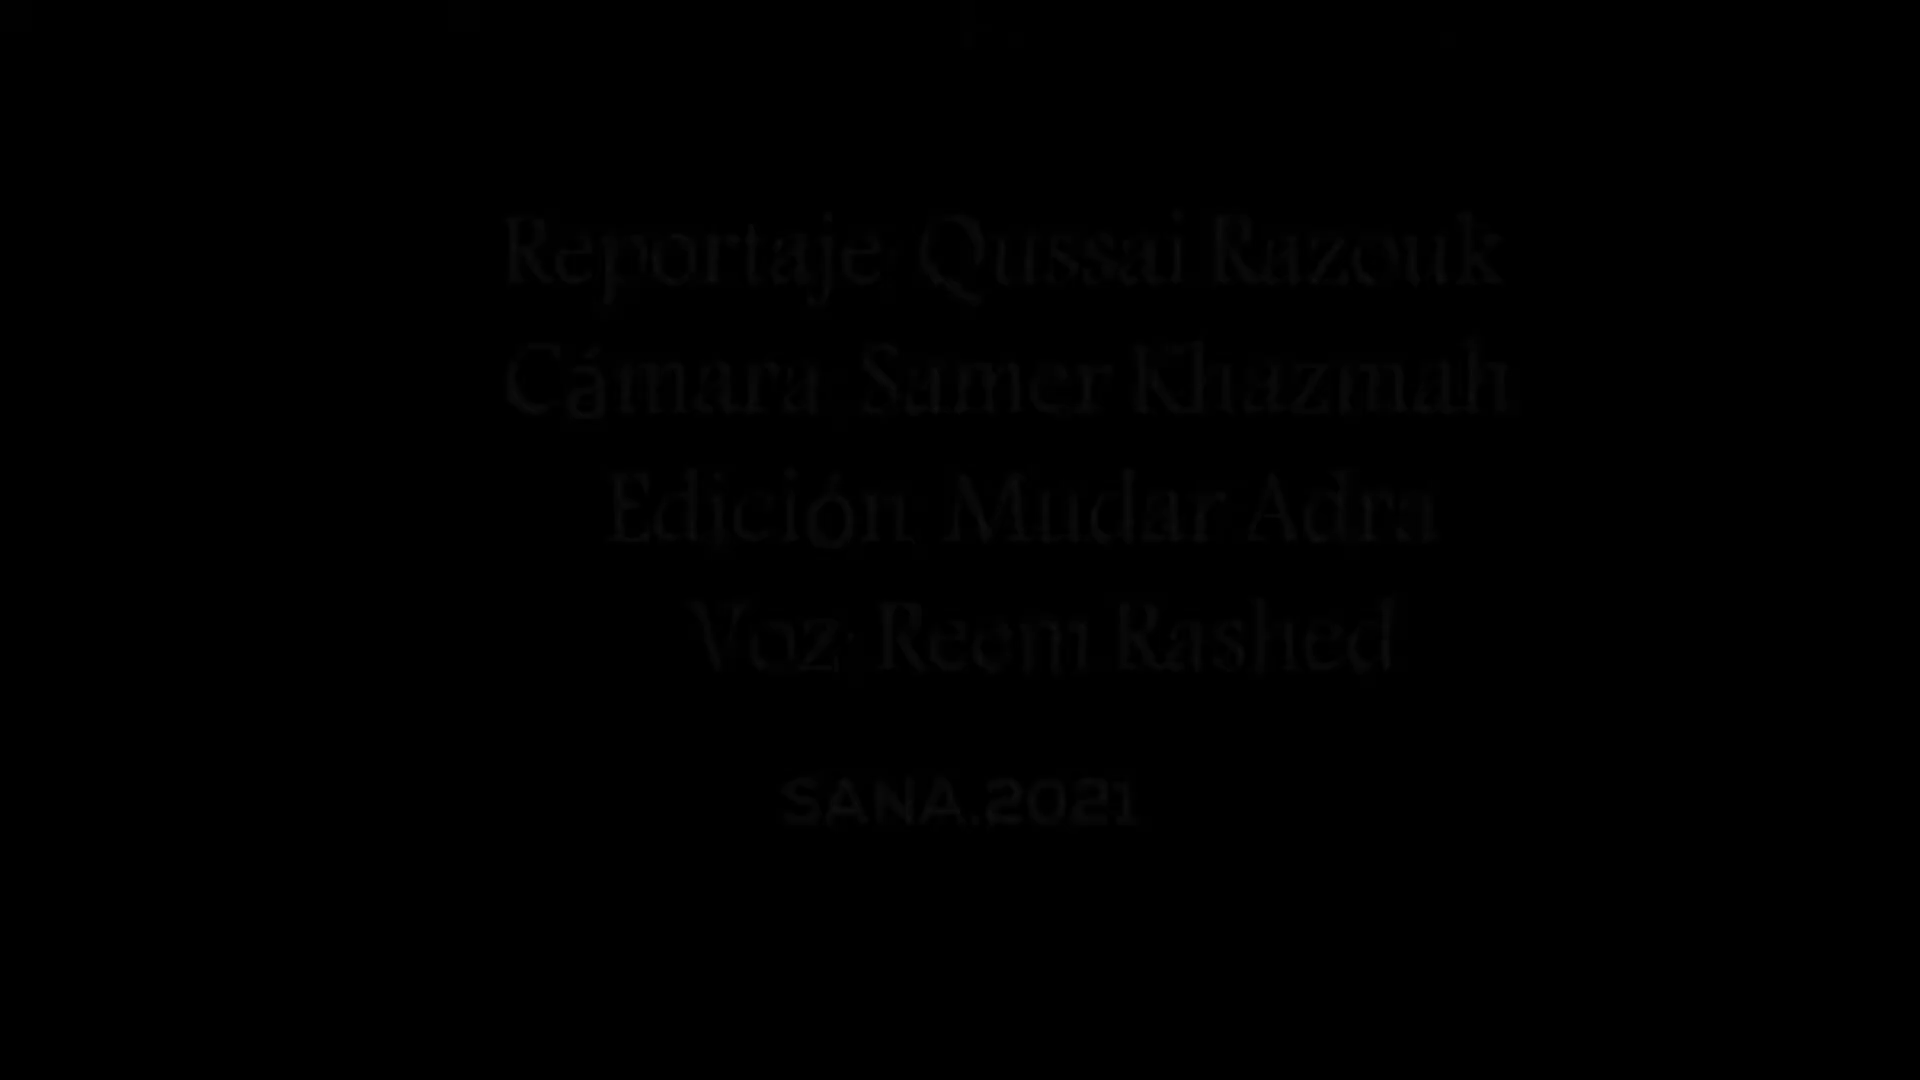 Reportaje: Qussai Razouk
Cámara: Samer Khazmah
Edición: Mudar Adra
Voz: Reem Rashed
SANA.2021